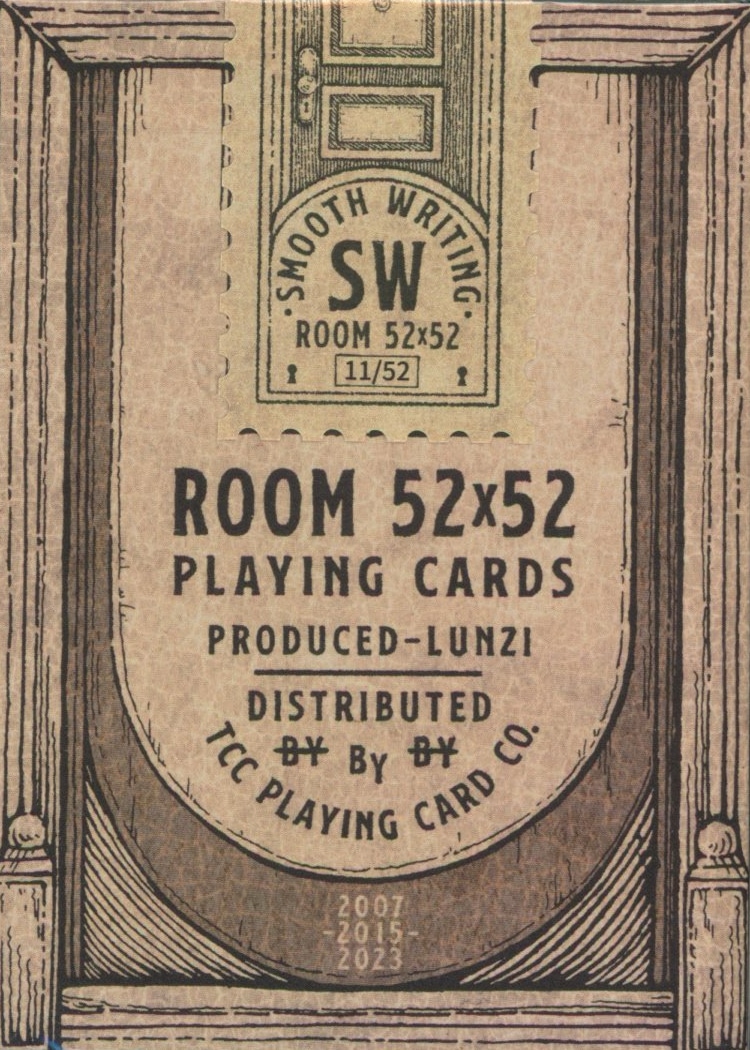 ·SMOOTH WRITING·
SW
ROOM 52x52
11/52
ROOM 52x52
PLAYING CARDS
PRODUCED-LUNZI
DISTRIBUTED
BY By BY
TCC PLAYING CARD CO.
2007
-2015-
2023